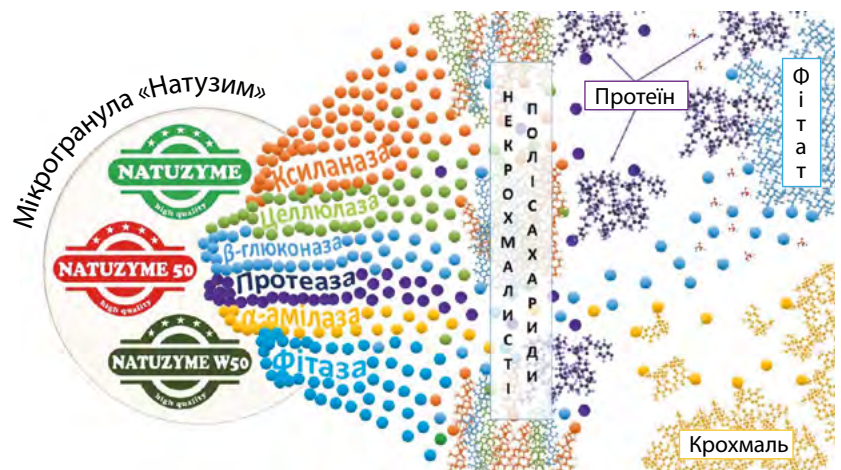 Мікрогранула «Натузим»
NATUZYME
high quality
NATUZYME 50
high quality
NATUZYME W50
high quality
Ксиланаза
Целлюлаза
β-глюконаза
Протеаза
α-амілаза
Фітаза
НЕКРОХМАЛИСТІ
ПОЛІСАХАРИДИ
Протеїн
Фітат
Крохмаль